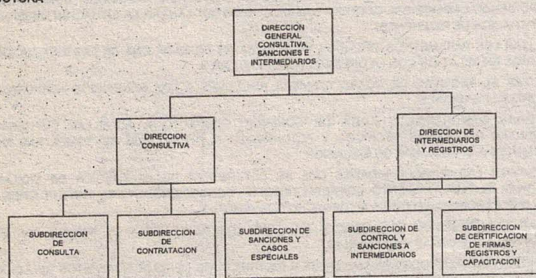 DIRECCION
GENERAL
CONSULTIVA,
SANCIONES E
INTERMEDIARIOS
DIRECCION
CONSULTIVA
DIRECCION DE
INTERMEDIARIOS
Y REGISTROS
SUBDIRECCION
DE
CONSULTA
SUBDIRECCION
DE
CONTRATACION
SUBDIRECCION DE
SANCIONES Y
CASOS
ESPECIALES
SUBDIRECCION DE
CONTROL Y
SANCIONES A
INTERMEDIARIOS
SUBDIRECCION
DE CERTIFICACION
DE FIRMAS,
REGISTROS Y
CAPACITACION